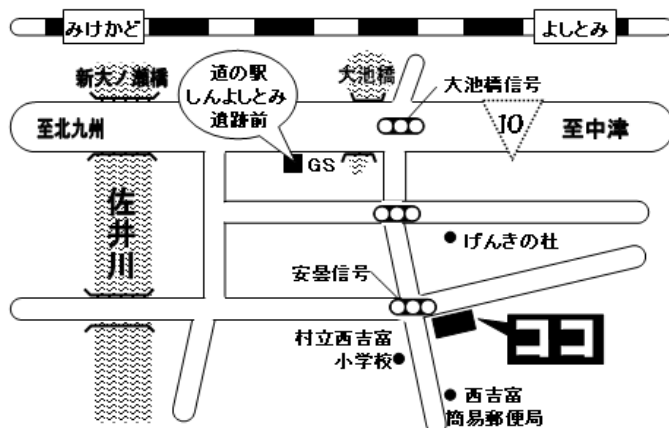 みけかど
よしとみ
新大ノ瀬橋
道の駅
しんよしとみ
遺跡前
大池橋
大池橋信号
至北九州
10
至中津
GS
佐井川
げんきの杜
安曇信号
ココ
村立西吉富
小学校
西吉富
簡易郵便局